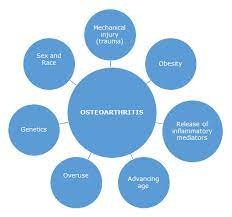 Mechanical
injury
(trauma)
Sex and
Race
Obesity
OSTEOARTHRITIS
Genetics
Release of
inflammatory
mediators
Overuse
Advancing
age